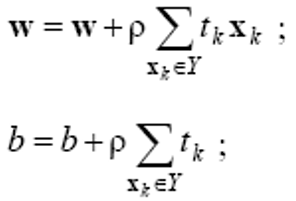 w = w + ρ ∑ t_k x_k ;
x_k ∈ Y
b = b + ρ ∑ t_k ;
x_k ∈ Y